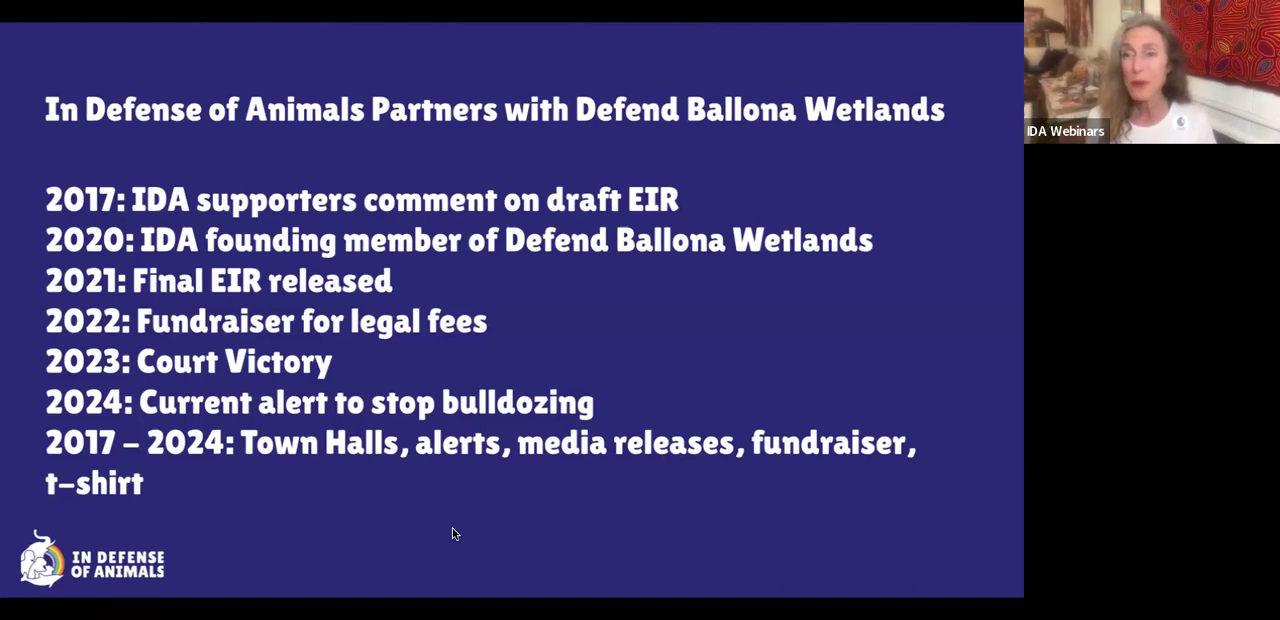 In Defense of Animals Partners with Defend Ballona Wetlands
2017: IDA supporters comment on draft EIR
2020: IDA founding member of Defend Ballona Wetlands
2021: Final EIR released
2022: Fundraiser for legal fees
2023: Court Victory
2024: Current alert to stop bulldozing
2017 – 2024: Town Halls, alerts, media releases, fundraiser,
t–shirt
IN DEFENSE
OF ANIMALS
IDA Webinars